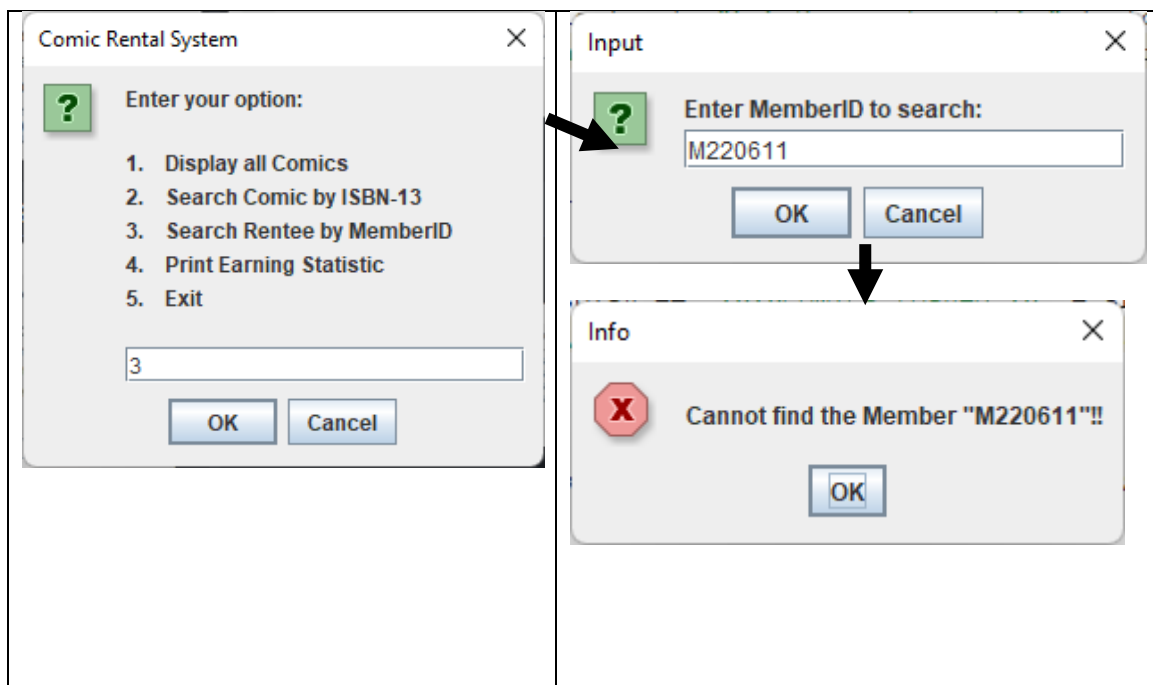 Comic Rental System
Enter your option:
1. Display all Comics
2. Search Comic by ISBN-13
3. Search Rentee by MemberID
4. Print Earning Statistic
5. Exit
3
OK Cancel
Input
Enter MemberID to search:
M220611
OK Cancel
Info
Cannot find the Member "M220611"!!
OK